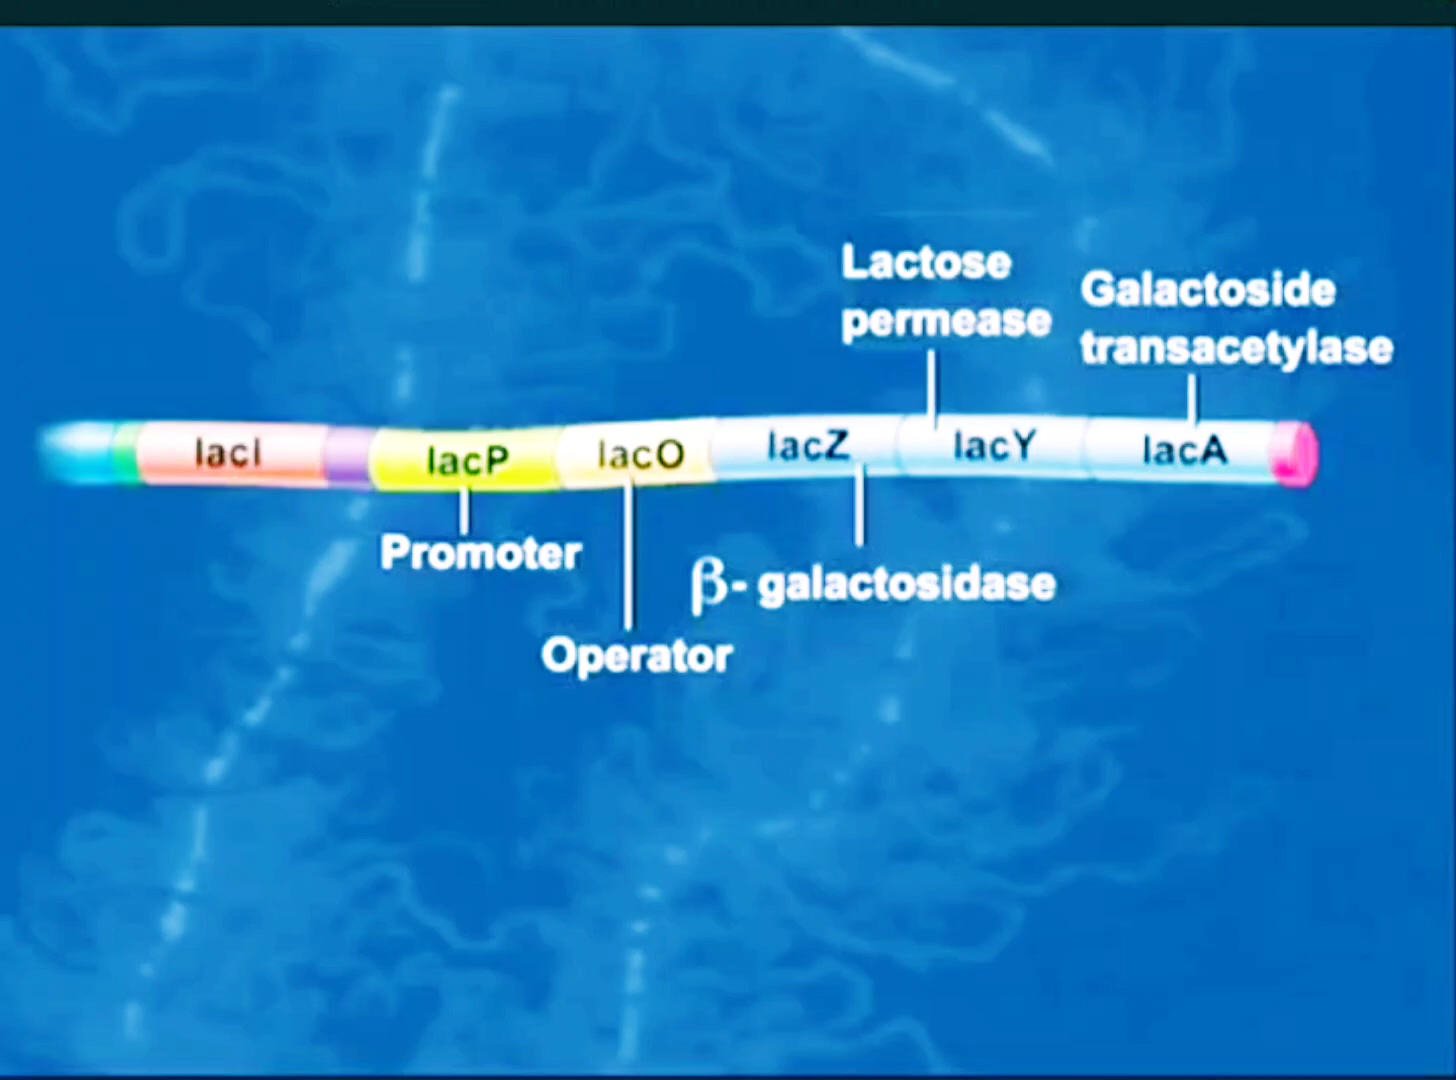 Lactose
permease
Galactoside
transacetylase
lacI
lacP
lacO
lacZ
lacY
lacA
Promoter
β- galactosidase
Operator